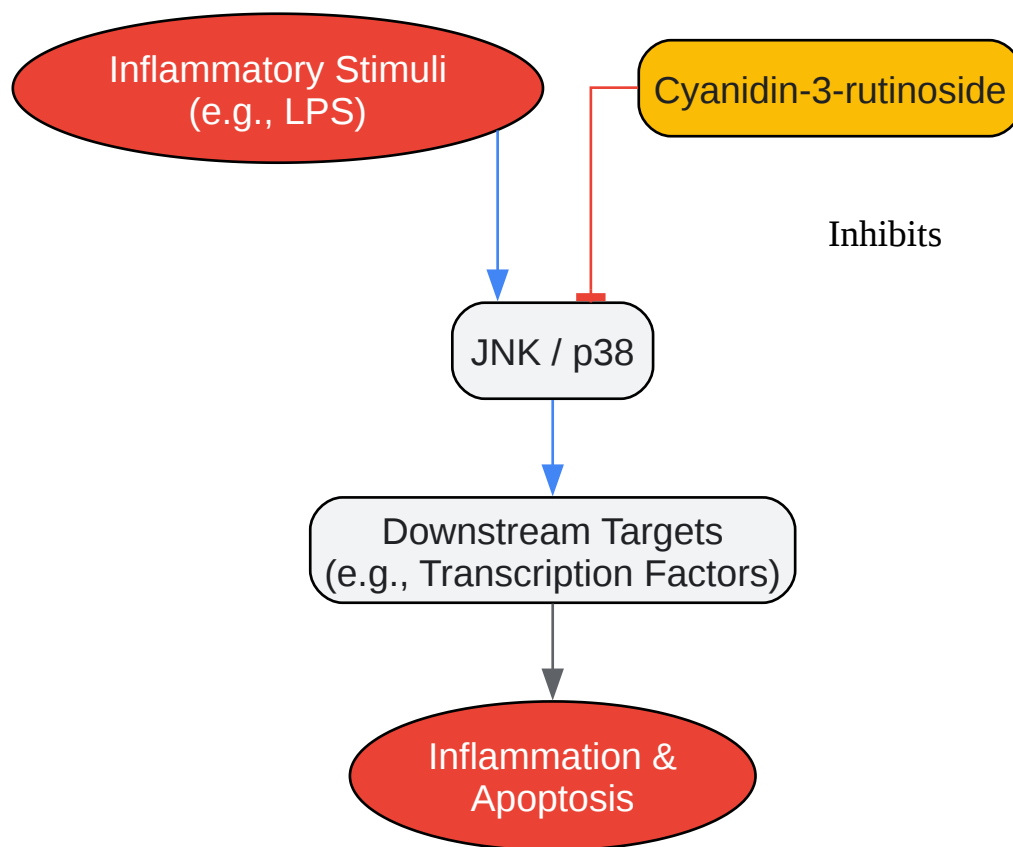 Inflammatory Stimuli
(e.g., LPS)
Cyanidin-3-rutinoside
Inhibits
JNK / p38
Downstream Targets
(e.g., Transcription Factors)
Inflammation &
Apoptosis